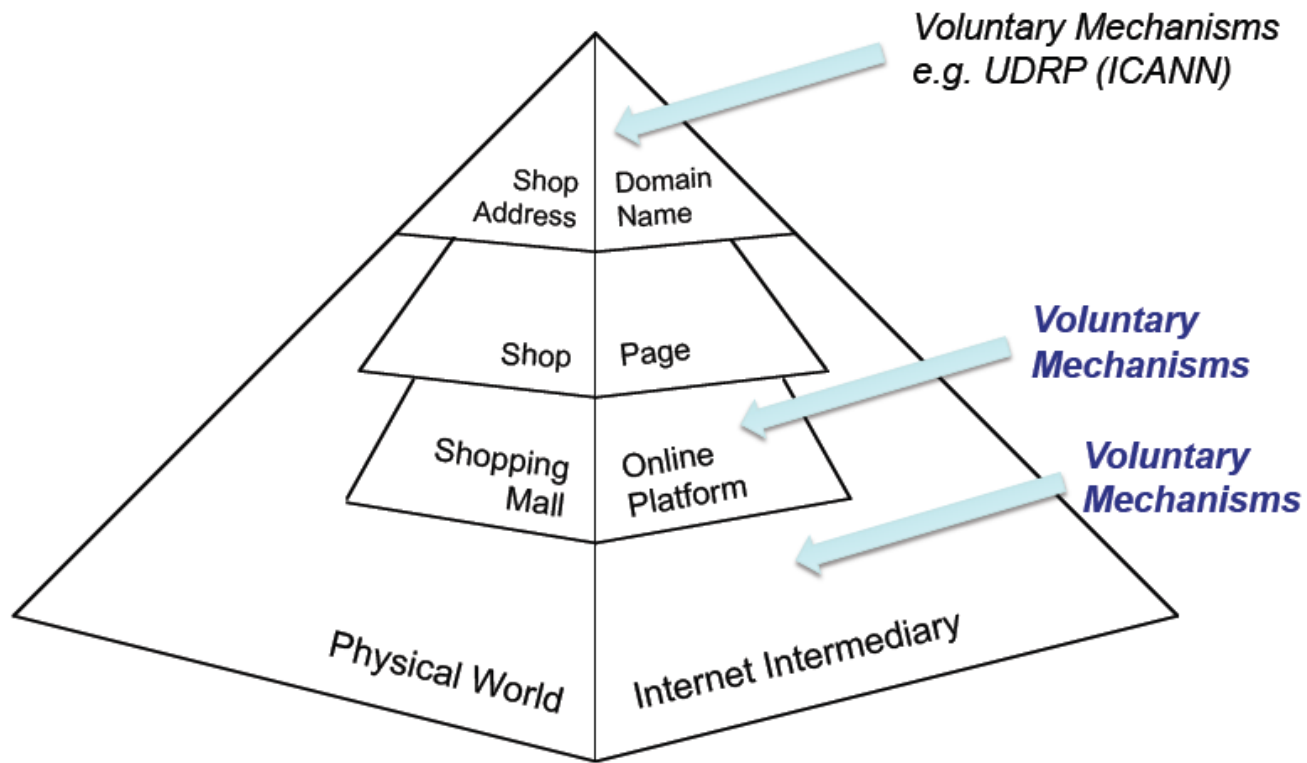 Voluntary Mechanisms
e.g. UDRP (ICANN)
Shop
Address
Domain
Name
Shop
Page
Voluntary
Mechanisms
Shopping
Mall
Online
Platform
Voluntary
Mechanisms
Physical World
Internet Intermediary